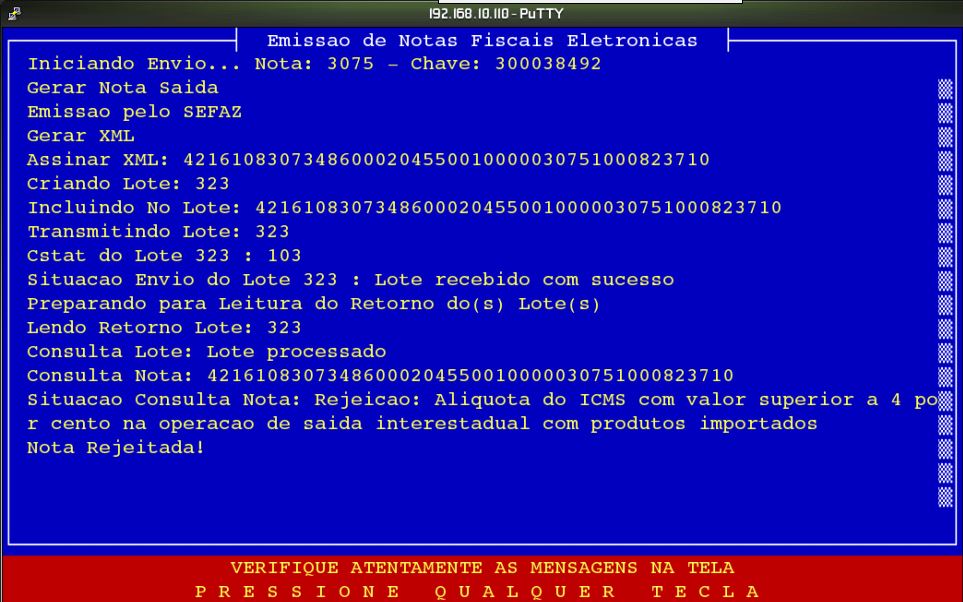 192.168.10.110 - PuTTY
Emissao de Notas Fiscais Eletronicas
Iniciando Envio... Nota: 3075 – Chave: 300038492
Gerar Nota Saida
Emissao pelo SEFAZ
Gerar XML
Assinar XML: 42161083073486000204550010000030751000823710
Criando Lote: 323
Incluindo No Lote: 42161083073486000204550010000030751000823710
Transmitindo Lote: 323
Cstat do Lote 323 : 103
Situacao Envio do Lote 323 : Lote recebido com sucesso
Preparando para Leitura do Retorno do(s) Lote(s)
Lendo Retorno Lote: 323
Consulta Lote: Lote processado
Consulta Nota: 42161083073486000204550010000030751000823710
Situacao Consulta Nota: Rejeicao: Aliquota do ICMS com valor superior a 4 po
r cento na operacao de saida interestadual com produtos importados
Nota Rejeitada!
VERIFIQUE ATENTAMENTE AS MENSAGENS NA TELA
P R E S S I O N E   Q U A L Q U E R   T E C L A